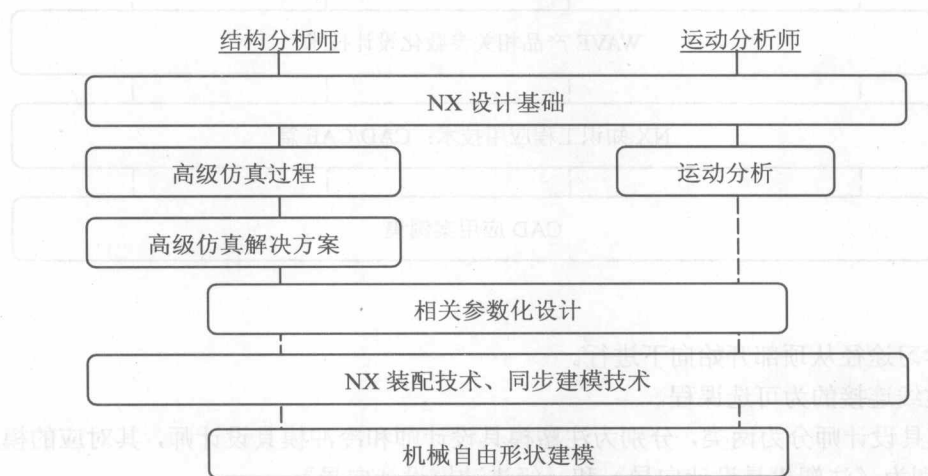 结构分析师 运动分析师
NX 设计基础
高级仿真过程 运动分析
高级仿真解决方案
相关参数化设计
NX 装配技术、同步建模技术
机械自由形状建模